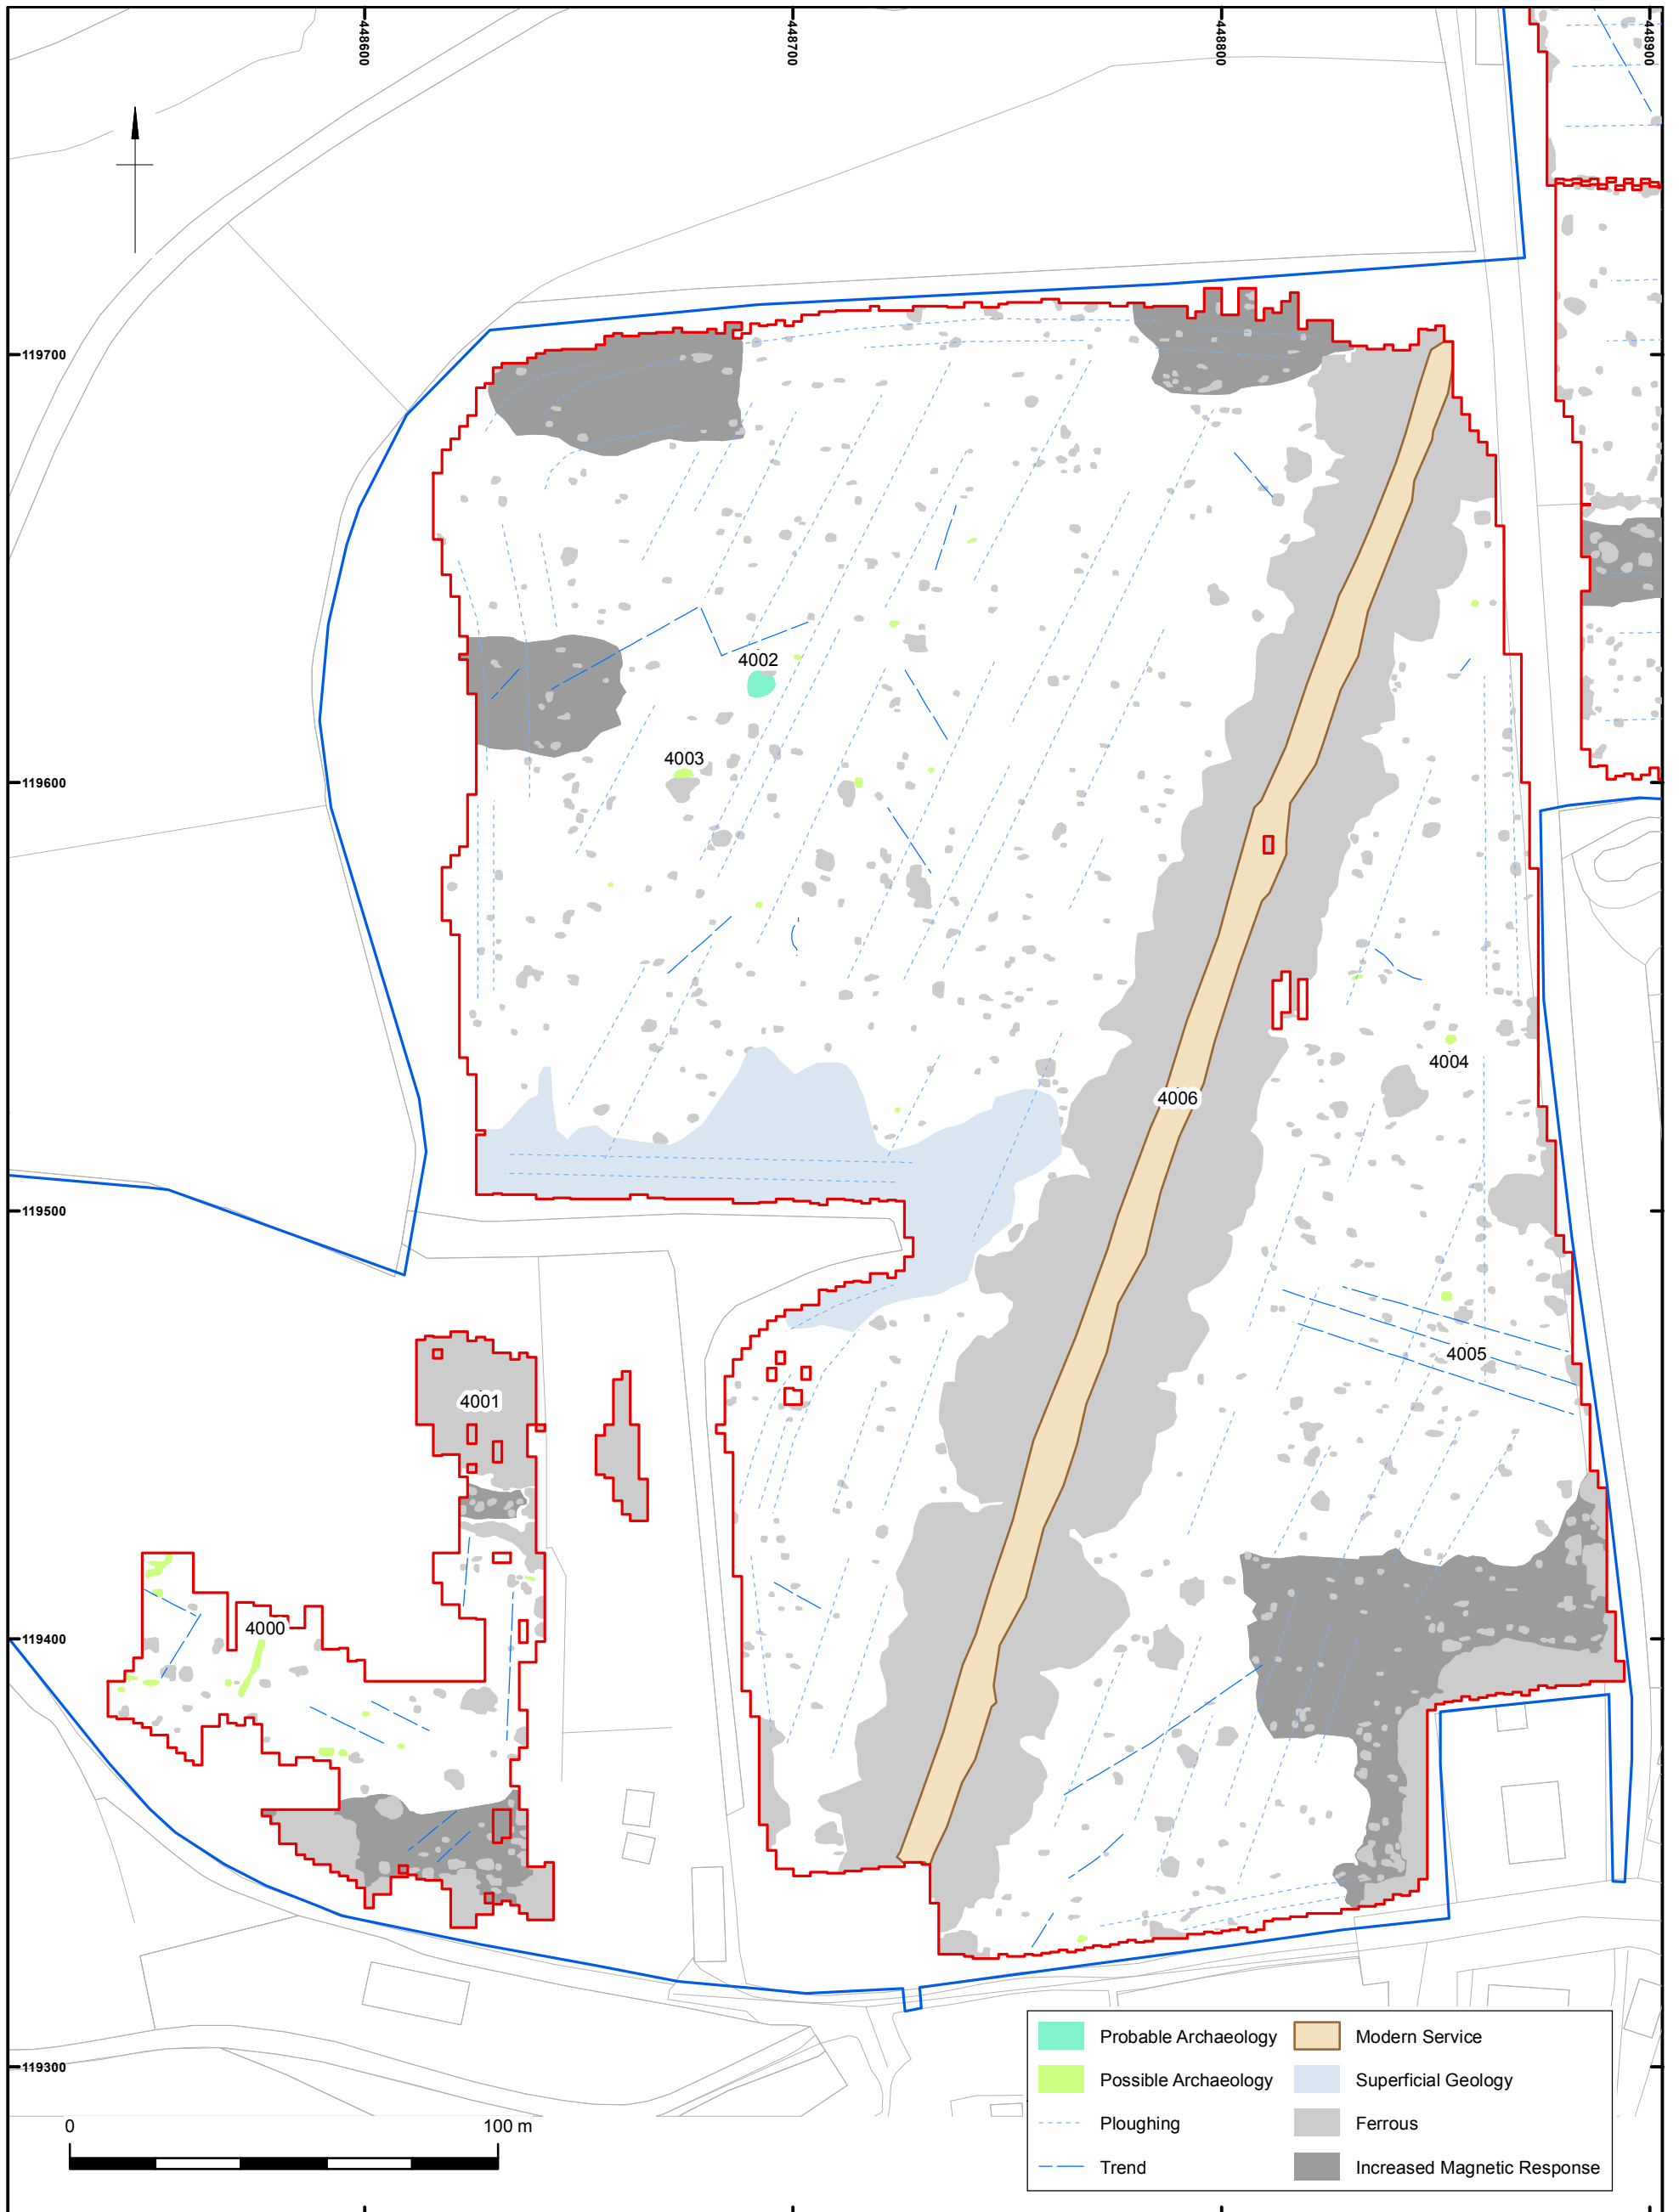 448600
448700
448800
448900
119700
119600
119500
119400
119300
4002
4003
4004
4006
4005
4001
4000
0 100 m
Probable Archaeology
Possible Archaeology
Ploughing
Trend
Modern Service
Superficial Geology
Ferrous
Increased Magnetic Response